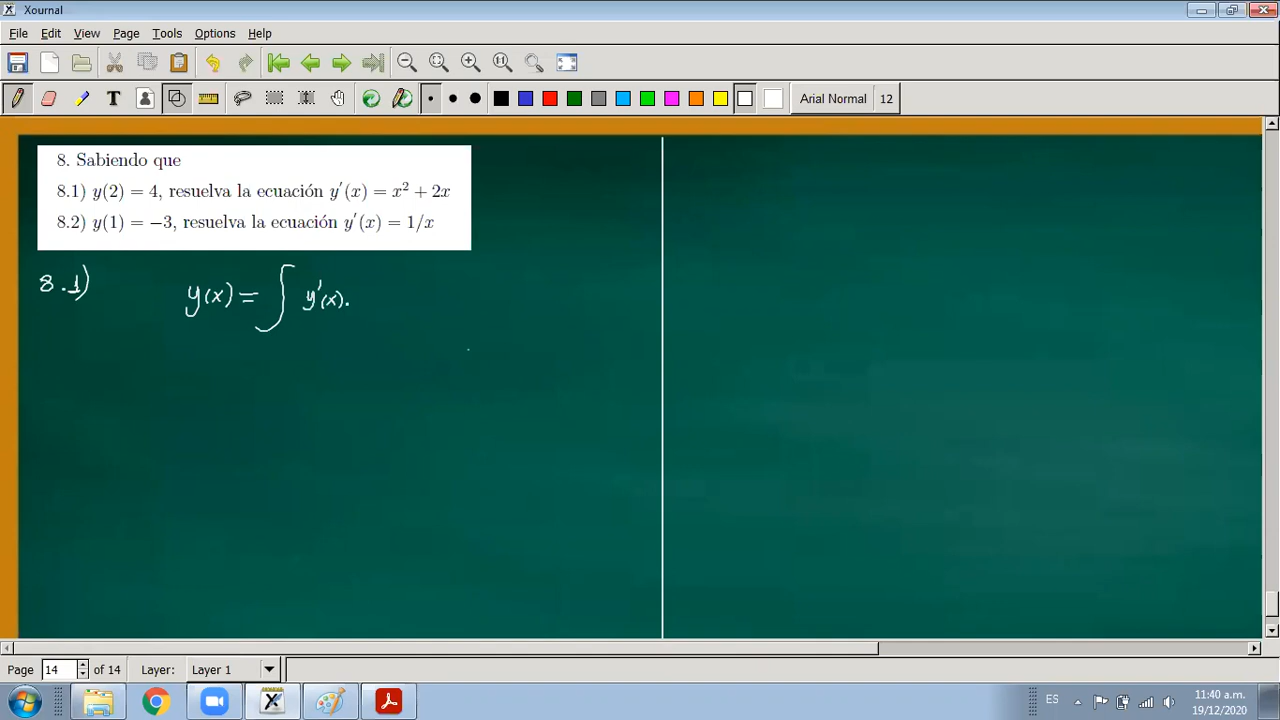 Xournal
File Edit View Page Tools Options Help
Arial Normal 12
8. Sabiendo que
8.1) y(2) = 4, resuelva la ecuación y′(x) = x² + 2x
8.2) y(1) = −3, resuelva la ecuación y′(x) = 1/x
8.1) y(x) = ∫ y'(x).
Page 14 of 14 Layer: Layer 1
ES 11:40 a.m.
19/12/2020